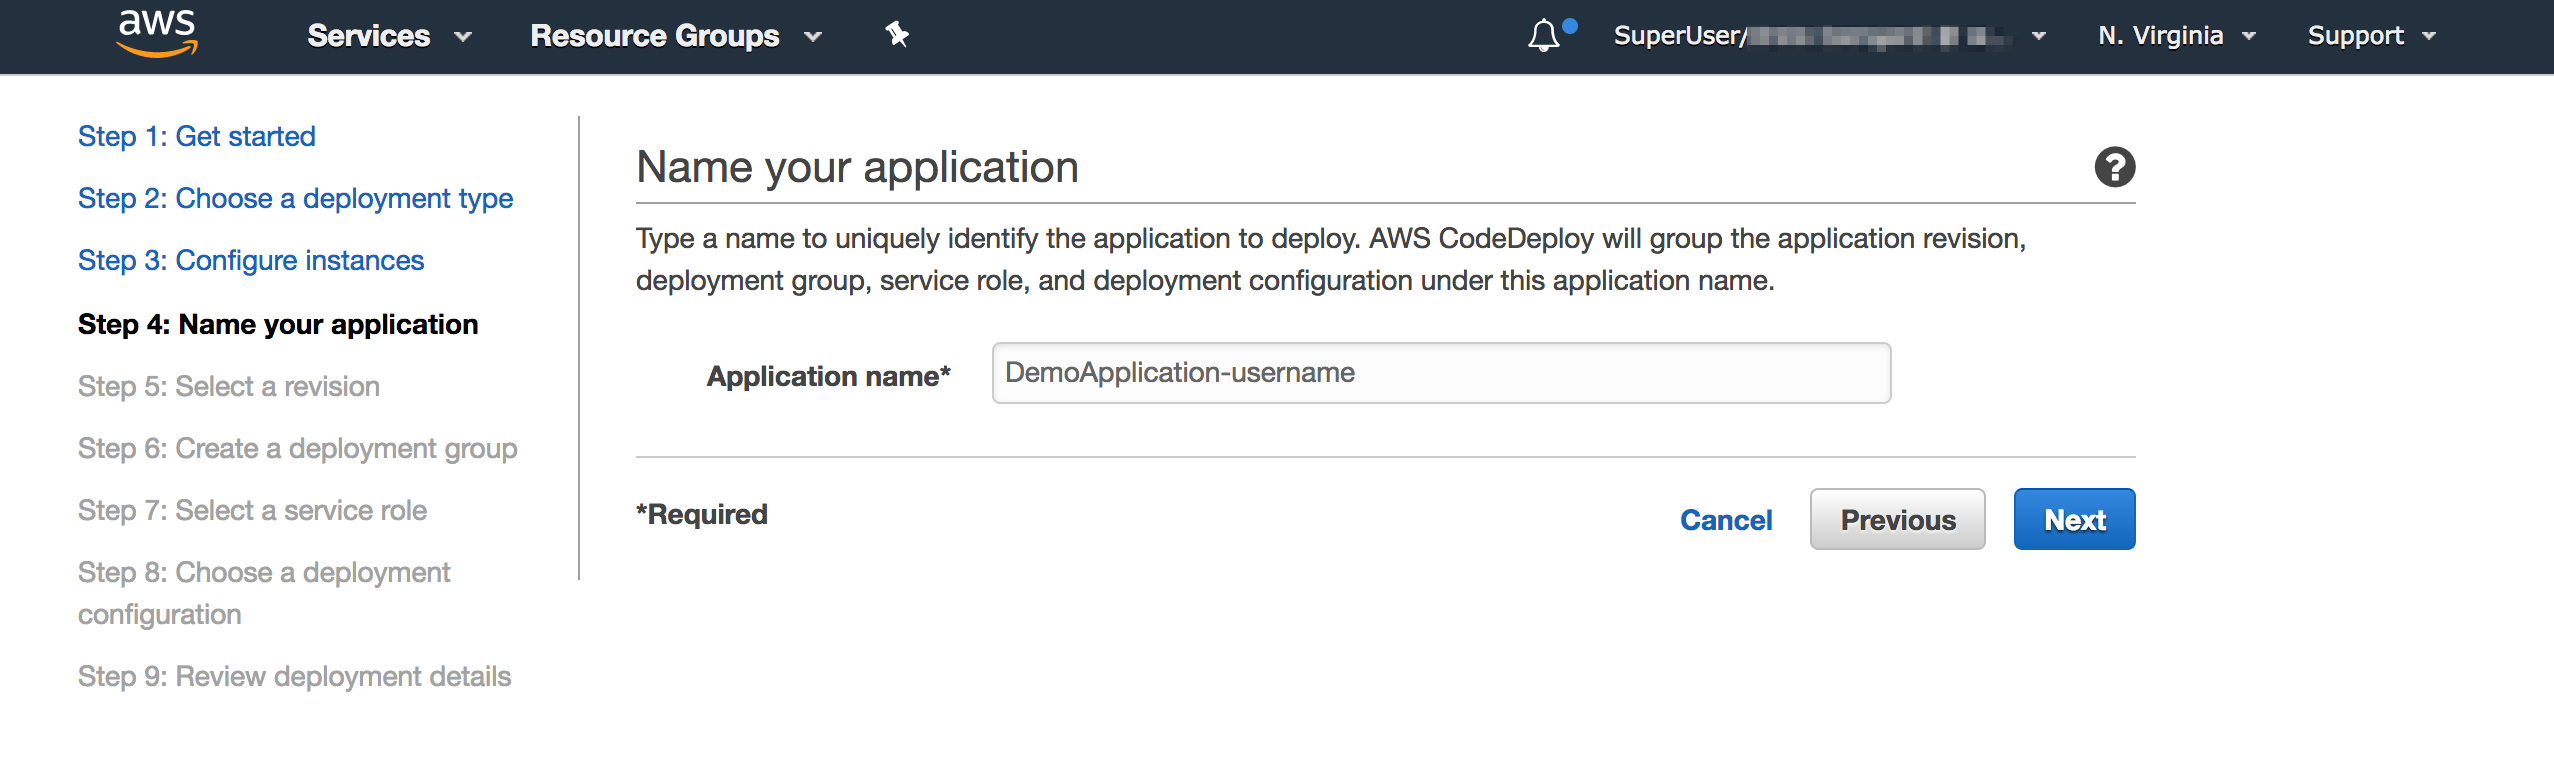 aws Services Resource Groups SuperUser/ N. Virginia Support
Step 1: Get started
Step 2: Choose a deployment type
Step 3: Configure instances
Step 4: Name your application
Step 5: Select a revision
Step 6: Create a deployment group
Step 7: Select a service role
Step 8: Choose a deployment
configuration
Step 9: Review deployment details
Name your application
?
Type a name to uniquely identify the application to deploy. AWS CodeDeploy will group the application revision,
deployment group, service role, and deployment configuration under this application name.
Application name* DemoApplication-username
*Required Cancel Previous Next